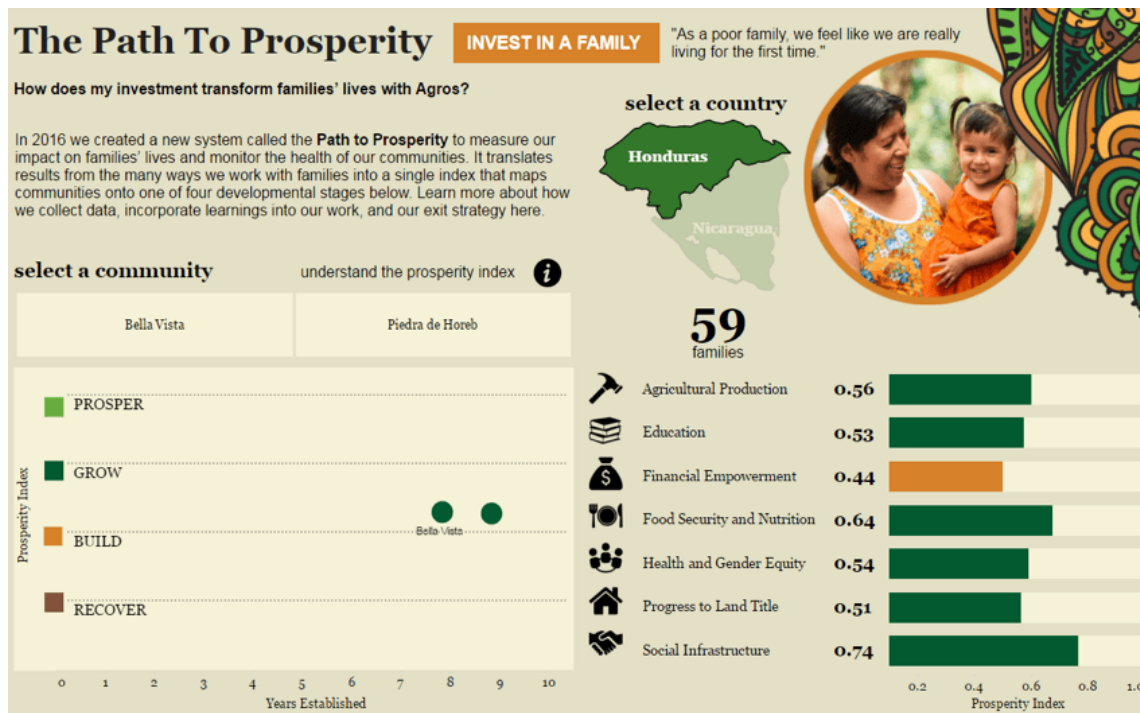 The Path To Prosperity
INVEST IN A FAMILY
"As a poor family, we feel like we are really
living for the first time."
How does my investment transform families' lives with Agros?
In 2016 we created a new system called the Path to Prosperity to measure our
impact on families' lives and monitor the health of our communities. It translates
results from the many ways we work with families into a single index that maps
communities onto one of four developmental stages below. Learn more about how
we collect data, incorporate learnings into our work, and our exit strategy here.
select a country
Honduras
Nicaragua
select a community
understand the prosperity index
i
Bella Vista
Piedra de Horeb
59
families
Prosperity Index
PROSPER
GROW
BUILD
RECOVER
Bella Vista
0 1 2 3 4 5 6 7 8 9 10
Years Established
Agricultural Production 0.56
Education 0.53
$
Financial Empowerment 0.44
Food Security and Nutrition 0.64
Health and Gender Equity 0.54
Progress to Land Title 0.51
Social Infrastructure 0.74
0.2 0.4 0.6 0.8
Prosperity Index